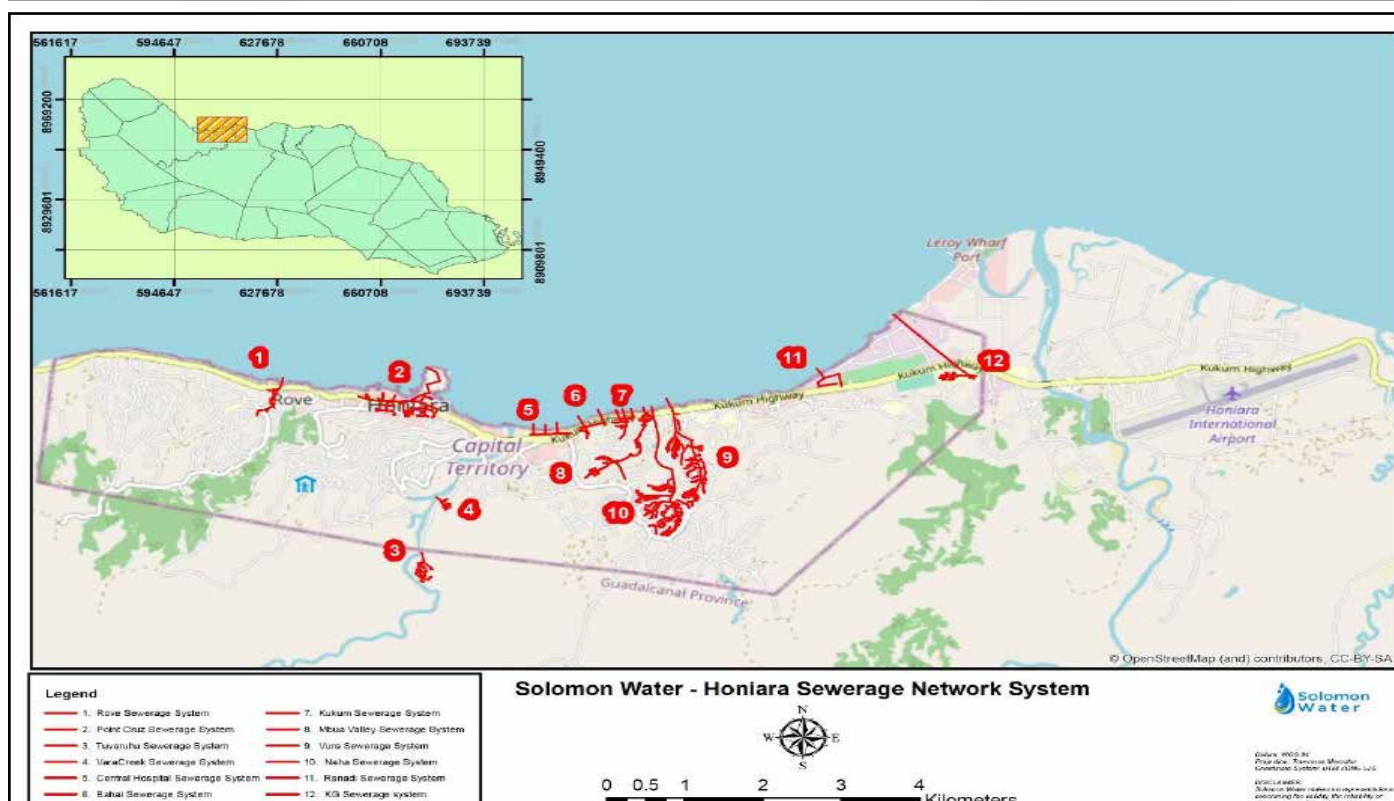 561617 594647 627678 660708 693739
8969200
8949400
8929601
8909801
561617 594647 627678 660708 693739
Leroy Wharf
Port
1
2
11
12
Kukum Highway
Kukum Highway
Rove
Honiara
5
6
7
Kukum Highway
Honiara
International
Airport
Capital
Territory
8
9
4
10
3
Guadalcanal Province
© OpenStreetMap (and) contributors, CC-BY-SA
Legend
1. Rove Sewerage System
2. Point Cruz Sewerage System
3. Tuvaruhu Sewerage System
4. VaraCreek Sewerage System
5. Central Hospital Sewerage System
6. Bahai Sewerage System
7. Kukum Sewerage System
8. Mbua Valley Sewerage System
9. Vura Sewerage System
10. Naha Sewerage System
11. Ranadi Sewerage System
12. KG Sewerage system
Solomon Water - Honiara Sewerage Network System
N
W E
S
0 0.5 1 2 3 4
Kilometers
Solomon
Water
DISCLAIMER: